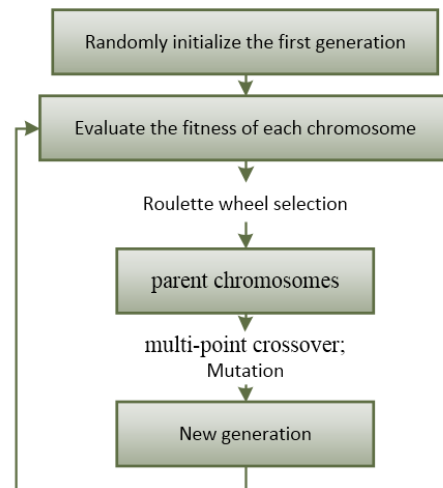 Randomly initialize the first generation
Evaluate the fitness of each chromosome
Roulette wheel selection
parent chromosomes
multi-point crossover;
Mutation
New generation